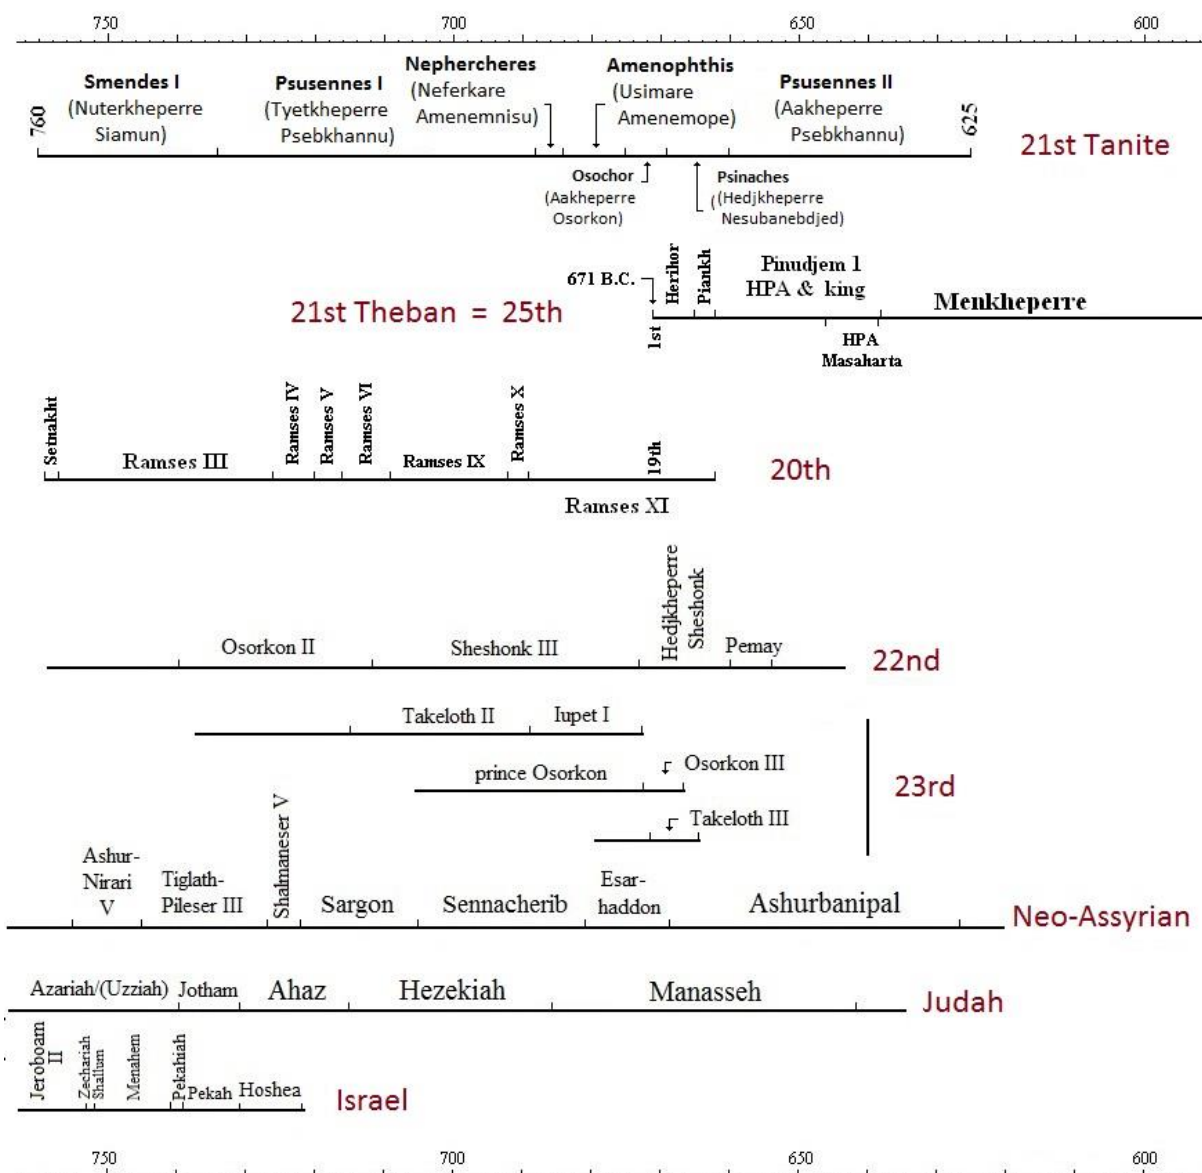 750 700 650 600
Smendes I
(Nuterkheperre
Siamun)
Psusennes I
(Tyetkheperre
Psebkhannu)
Nephercheres
(Neferkare
Amenemnisu)
Amenophthis
(Usimare
Amenemope)
Psusennes II
(Aakheperre
Psebkhannu)
760
625
21st Tanite
Osochor
(Aakheperre
Osorkon)
Psinaches
((Hedjkheperre
Nesubanebdjed)
671 B.C.
Herihor
Piankh
Pinudjem 1
HPA & king
Menkheperre
21st Theban = 25th
1st
HPA
Masaharta
Setnakht
Ramses III
Ramses IV
Ramses V
Ramses VI
Ramses IX
Ramses X
19th
Ramses XI
20th
Osorkon II
Sheshonk III
Hedjkheperre
Sheshonk
Pemay
22nd
Takeloth II
Iupet I
prince Osorkon
Osorkon III
Takeloth III
23rd
Ashur-
Nirari
V
Tiglath-
Pileser III
Shalmaneser V
Sargon
Sennacherib
Esar-
haddon
Ashurbanipal
Neo-Assyrian
Azariah/(Uzziah)
Jotham
Ahaz
Hezekiah
Manasseh
Judah
Jeroboam
II
Zechariah
Shallum
Menahem
Pekahiah
Pekah
Hoshea
Israel
750 700 650 600